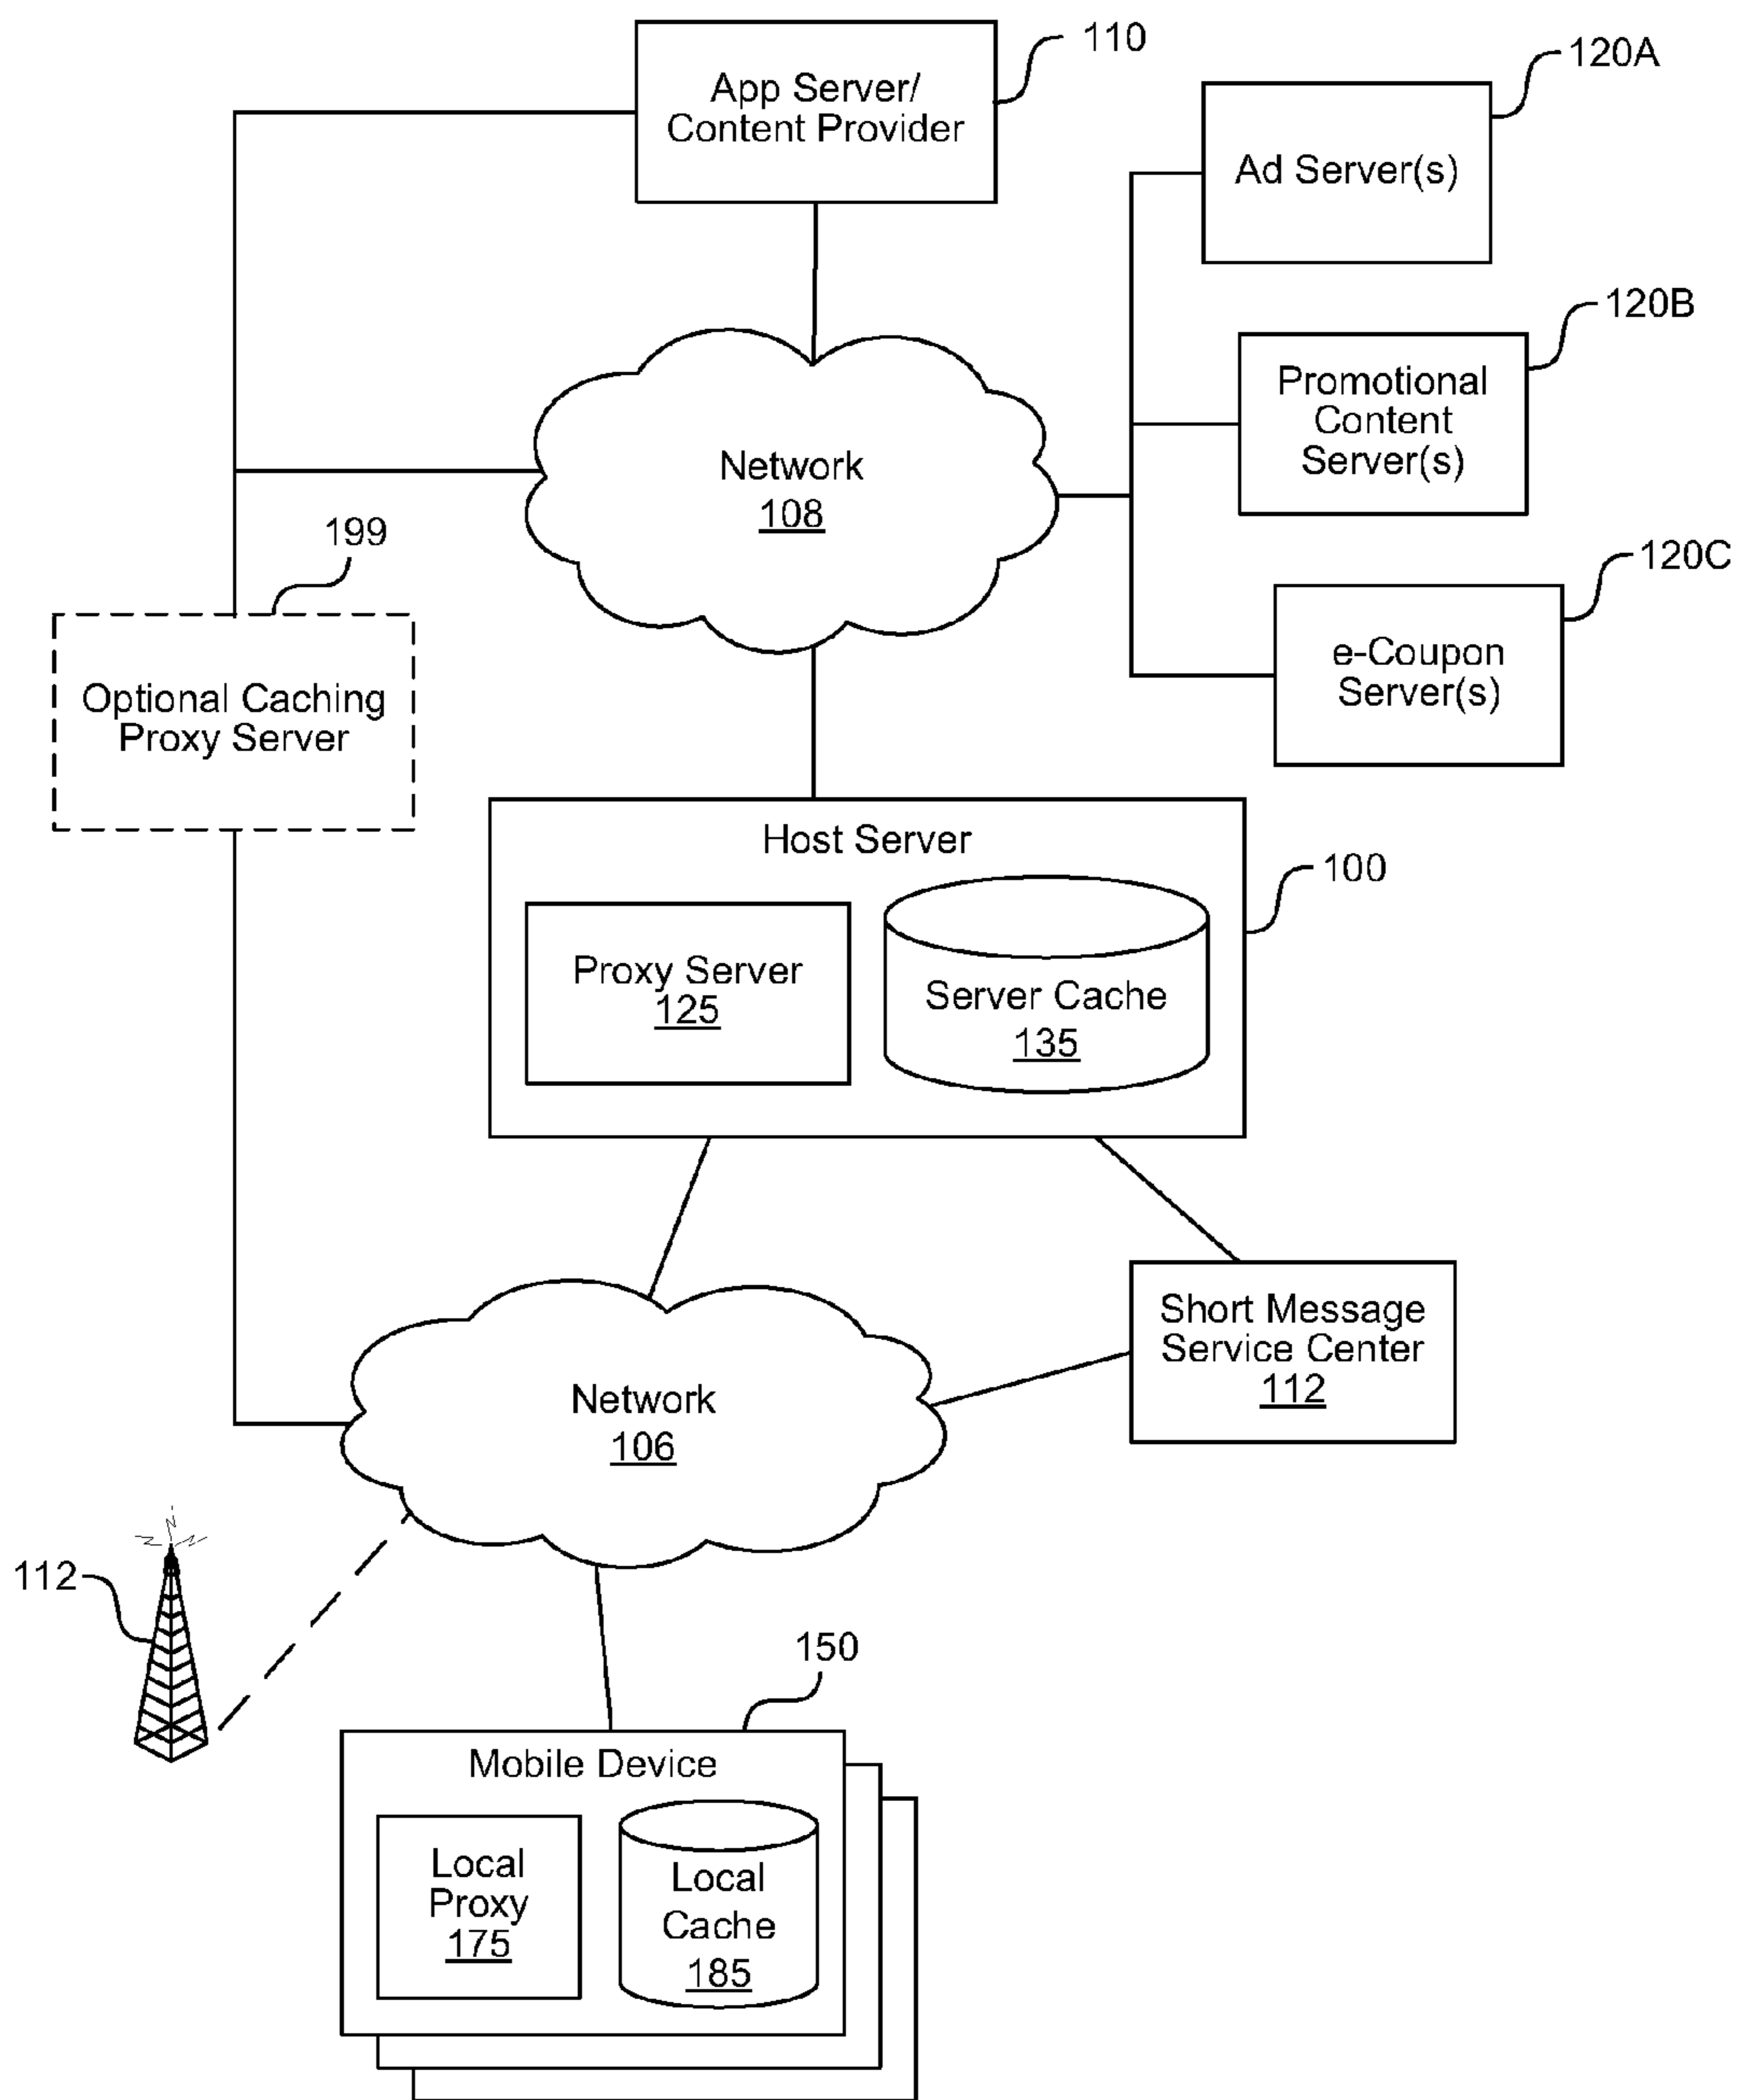 110
App Server/
Content Provider
120A
Ad Server(s)
120B
Promotional
Content
Server(s)
Network
108
199
120C
e-Coupon
Server(s)
Optional Caching
Proxy Server
Host Server
100
Proxy Server
125
Server Cache
135
Short Message
Service Center
112
Network
106
112
150
Mobile Device
Local
Proxy
175
Local
Cache
185